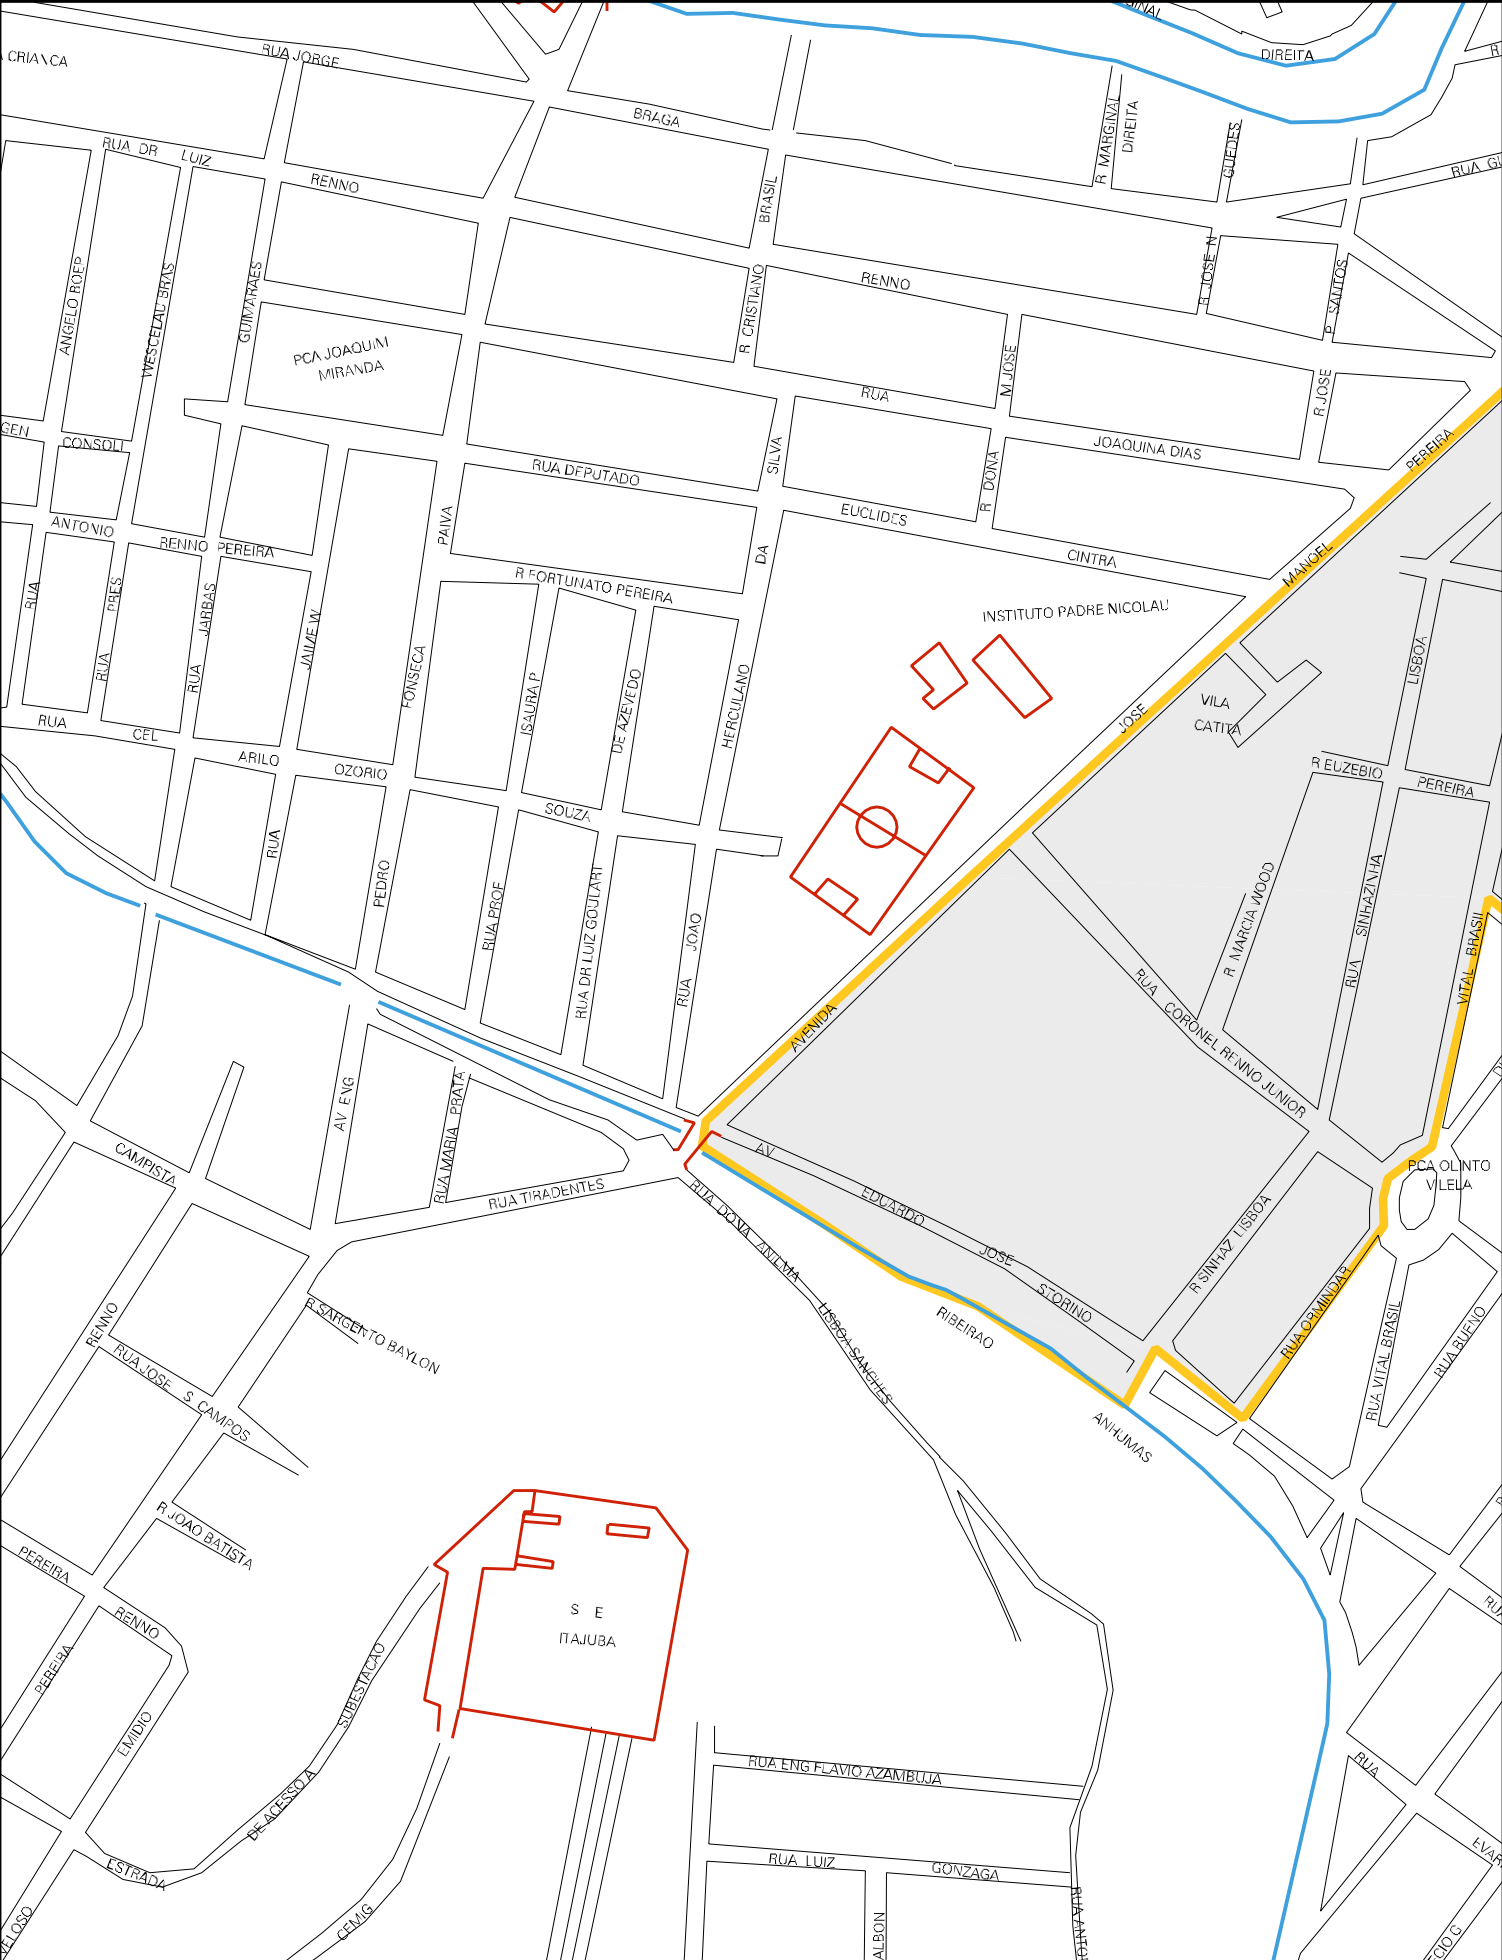 DIREITA
RUA JORGE
CRIANCA
BRAGA
R MARGINAL
DIREITA
GUEDES
RUA DR LUIZ
RENNO
BRASIL
R JOSE N
P SANTOS
ANGELO ROEP
WESCELAU BRAS
GUIMARAES
PCA JOAQUIM
MIRANDA
R CRISTIANO
RENNO
M JOSE
R JOSE
RUA
CONSOLI
RUA DEPUTADO
SILVA
R DONA
JOAQUINA DIAS
PEREIRA
ANTONIO
RENNO PEREIRA
PAIVA
DA
EUCLIDES
CINTRA
MANOEL
RUA
PRES
JARBAS
R FORTUNATO PEREIRA
INSTITUTO PADRE NICOLAU
JAIME W
RUA
RUA
FONSECA
ISAURA P
DE AZEVEDO
HERCULANO
LISBOA
VILA
CATITA
JOSE
RUA
CEL
ARILO
OZORIO
SOUZA
R EUZEBIO
PEREIRA
RUA
PEDRO
RUA PROF
RUA DR LUIZ GOULART
JOAO
RUA
R MARCIA WOOD
SINHAZINHA
RUA
VITAL BRASIL
AVENIDA
RUA CORONEL RENNO JUNIOR
AV ENG
RUA MARIA PRATA
CAMPISTA
RUA TIRADENTES
AV
EDUARDO
JOSE
STORINO
PCA OLINTO
VILELA
RUA DONA ANILMA
LISBOA SANCHES
R SINHAZ LISBOA
RIBEIRAO
RUA ORMINDA
RUA VITAL BRASIL
RUA BUENO
RENNO
R SARGENTO BAYLON
RUA JOSE S CAMPOS
ANHUMAS
R JOAO BATISTA
PEREIRA
RENNO
S E
ITAJUBA
PEREIRA
EMIDIO
SUBESTACAO
DE ACESSO A
ESTRADA
CEMIG
RUA ENG FLAVIO AZAMBUJA
RUA LUIZ
GONZAGA
RUA
ALBON